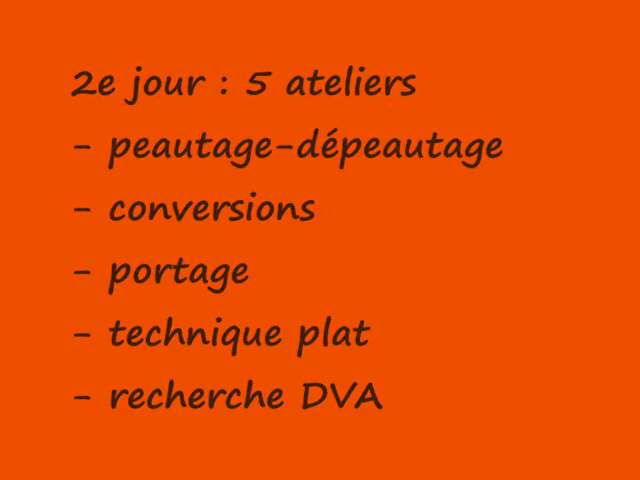 2e jour : 5 ateliers
- peautage-dépeautage
- conversions
- portage
- technique plat
- recherche DVA